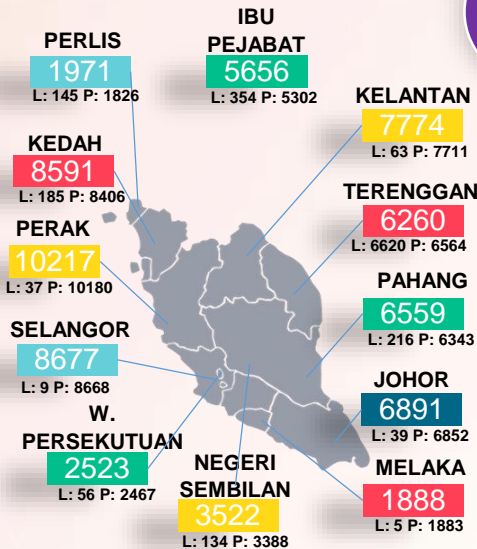 IBU
PEJABAT
5656
L: 354 P: 5302
PERLIS
1971
L: 145 P: 1826
KELANTAN
7774
L: 63 P: 7711
KEDAH
8591
L: 185 P: 8406
TERENGGAN
6260
L: 6620 P: 6564
PERAK
10217
L: 37 P: 10180
PAHANG
6559
L: 216 P: 6343
SELANGOR
8677
L: 9 P: 8668
JOHOR
6891
L: 39 P: 6852
W.
PERSEKUTUAN
2523
L: 56 P: 2467
NEGERI
SEMBILAN
3522
L: 134 P: 3388
MELAKA
1888
L: 5 P: 1883